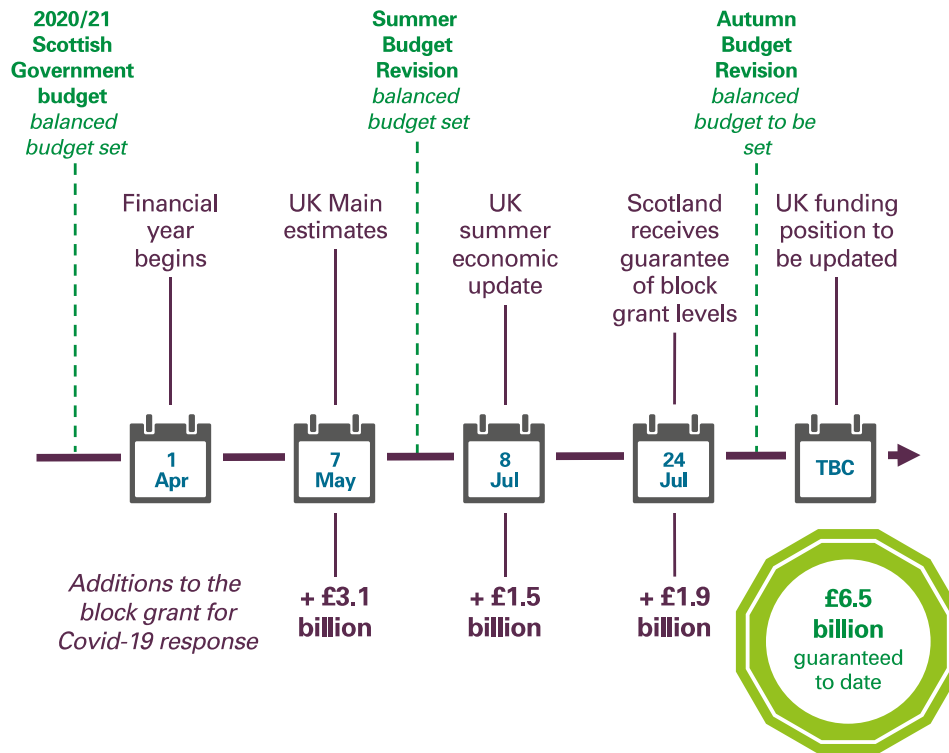 2020/21
Scottish
Government
budget
balanced
budget set
Summer
Budget
Revision
balanced
budget set
Autumn
Budget
Revision
balanced
budget to be
set
Financial
year
begins
UK Main
estimates
UK
summer
economic
update
Scotland
receives
guarantee
of block
grant levels
UK funding
position to
be updated
1
Apr
7
May
8
Jul
24
Jul
TBC
Additions to the
block grant for
Covid-19 response
+ £3.1
billion
+ £1.5
billion
+ £1.9
billion
£6.5
billion
guaranteed
to date